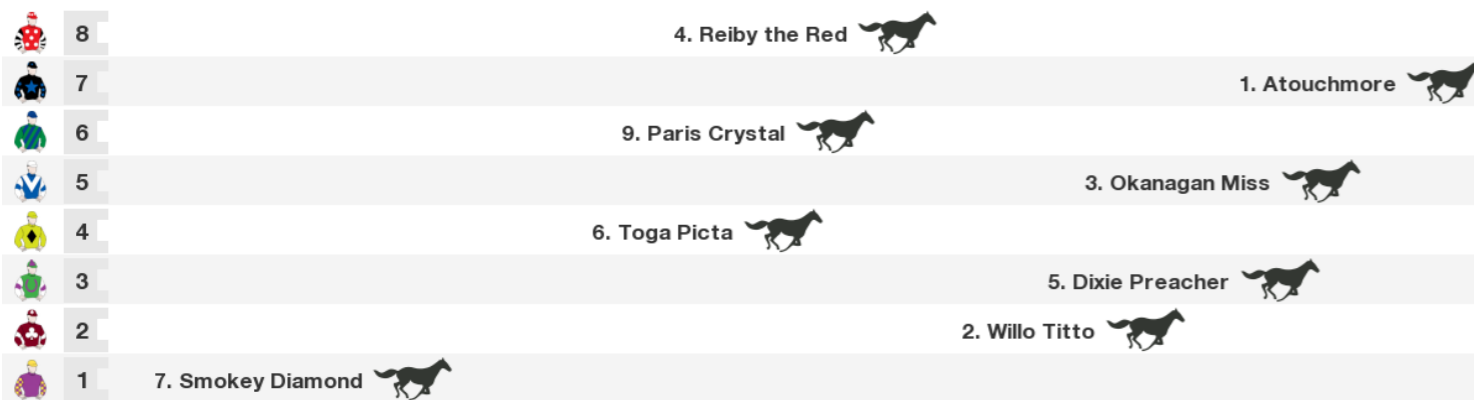 8 4. Reiby the Red
7 1. Atouchmore
6 9. Paris Crystal
5 3. Okanagan Miss
4 6. Toga Picta
3 5. Dixie Preacher
2 2. Willo Titto
1 7. Smokey Diamond